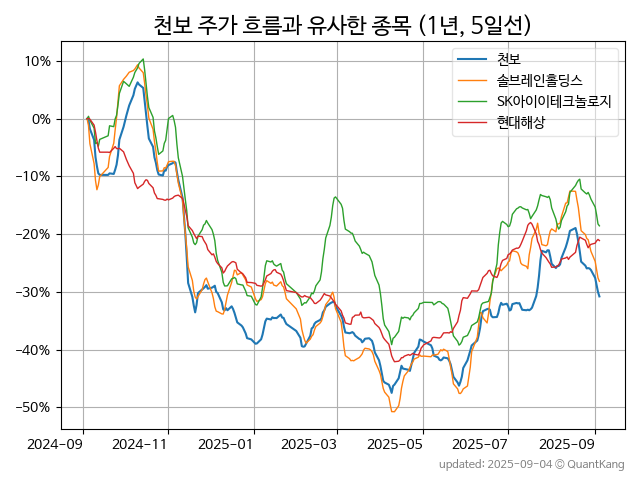 천보 주가 흐름과 유사한 종목 (1년, 5일선)
천보
솔브레인홀딩스
SK아이이테크놀로지
현대해상
10%
0%
−10%
−20%
−30%
−40%
−50%
2024-09 2024-11 2025-01 2025-03 2025-05 2025-07 2025-09
updated: 2025-09-04 © QuantKang